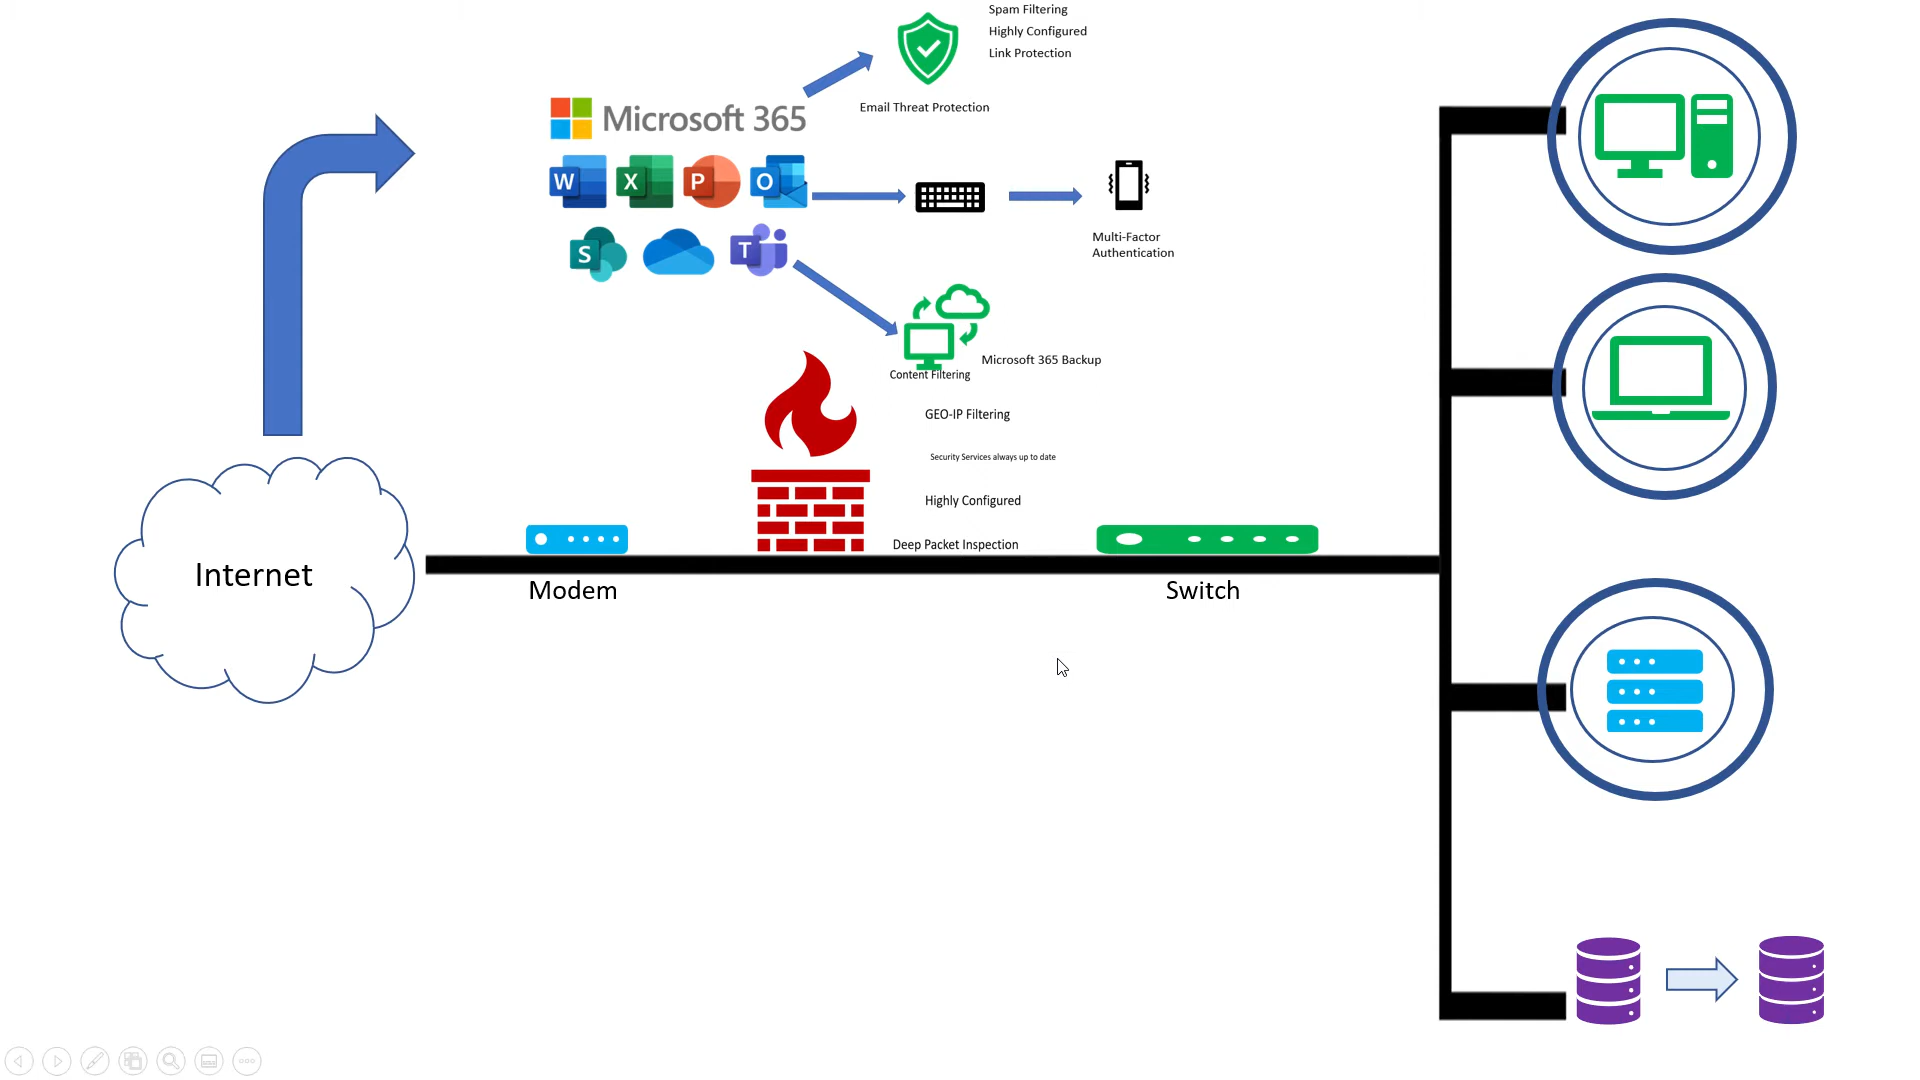 Spam Filtering
Highly Configured
Link Protection
Email Threat Protection
Microsoft 365
W X P O
S T
Multi-Factor
Authentication
Microsoft 365 Backup
Content Filtering
GEO-IP Filtering
Security Services always up to date
Highly Configured
Deep Packet Inspection
Internet
Modem
Switch